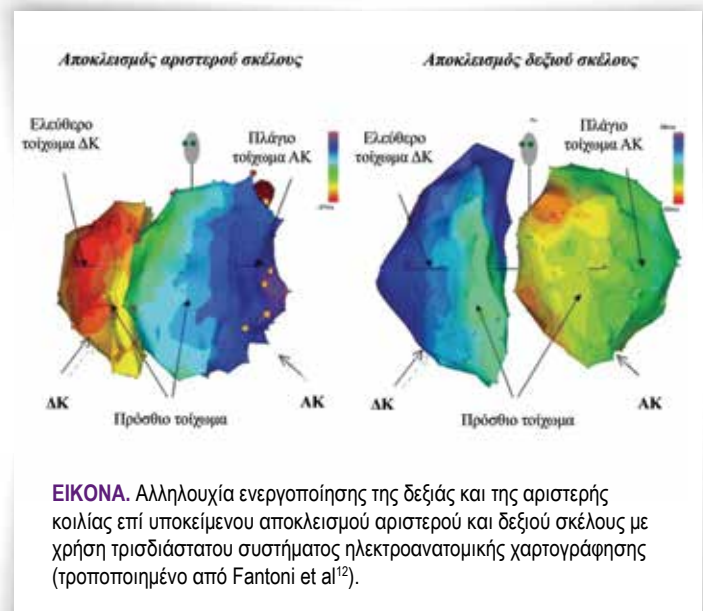 Αποκλεισμός αριστερού σκέλους
Αποκλεισμός δεξιού σκέλους
Ελεύθερο
τοίχωμα ΔΚ
Πλάγιο
τοίχωμα ΑΚ
Ελεύθερο
τοίχωμα ΔΚ
Πλάγιο
τοίχωμα ΑΚ
ΔΚ
Πρόσθιο τοίχωμα
ΑΚ
ΔΚ
Πρόσθιο τοίχωμα
ΑΚ
ΕΙΚΟΝΑ. Αλληλουχία ενεργοποίησης της δεξιάς και της αριστερής
κοιλίας επί υποκείμενου αποκλεισμού αριστερού και δεξιού σκέλους με
χρήση τρισδιάστατου συστήματος ηλεκτροανατομικής χαρτογράφησης
(τροποποιημένο από Fantoni et al12).